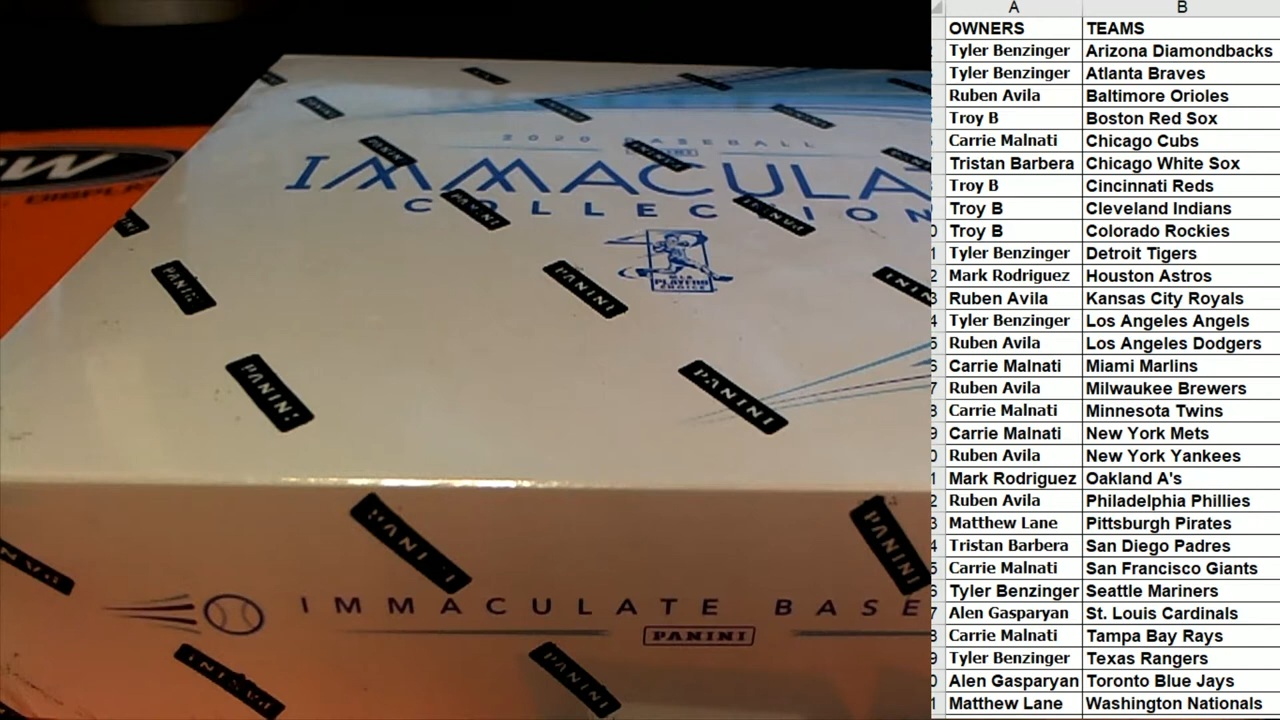 2020 BASEBALL
PANINI
IMMACULA
COLLECTION
MLB
PLAYERS
CHOICE
PANINI
PANINI
PANINI
PANINI
IMMACULATE BASE
PANINI
A B
OWNERS TEAMS
Tyler Benzinger Arizona Diamondbacks
Tyler Benzinger Atlanta Braves
Ruben Avila Baltimore Orioles
Troy B Boston Red Sox
Carrie Malnati Chicago Cubs
Tristan Barbera Chicago White Sox
Troy B Cincinnati Reds
Troy B Cleveland Indians
Troy B Colorado Rockies
Tyler Benzinger Detroit Tigers
Mark Rodriguez Houston Astros
Ruben Avila Kansas City Royals
Tyler Benzinger Los Angeles Angels
Ruben Avila Los Angeles Dodgers
Carrie Malnati Miami Marlins
Ruben Avila Milwaukee Brewers
Carrie Malnati Minnesota Twins
Carrie Malnati New York Mets
Ruben Avila New York Yankees
Mark Rodriguez Oakland A's
Ruben Avila Philadelphia Phillies
Matthew Lane Pittsburgh Pirates
Tristan Barbera San Diego Padres
Carrie Malnati San Francisco Giants
Tyler Benzinger Seattle Mariners
Alen Gasparyan St. Louis Cardinals
Carrie Malnati Tampa Bay Rays
Tyler Benzinger Texas Rangers
Alen Gasparyan Toronto Blue Jays
Matthew Lane Washington Nationals